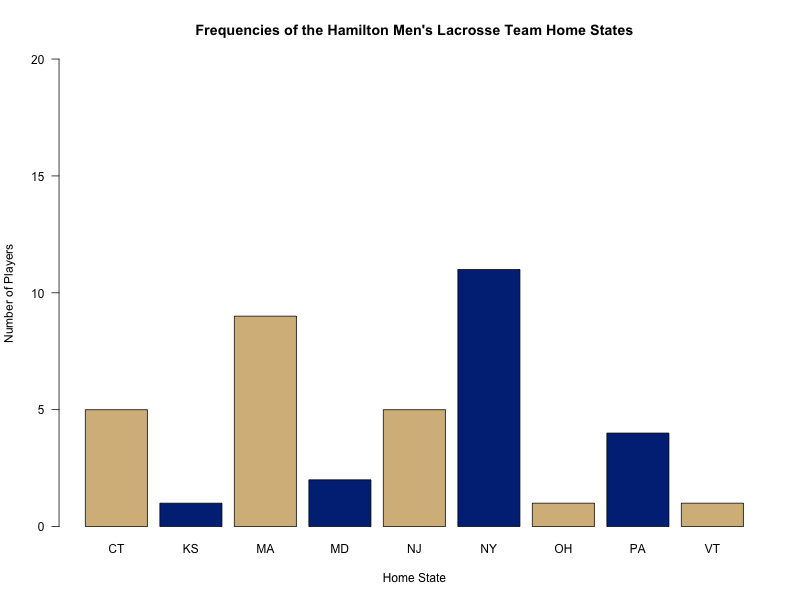 Frequencies of the Hamilton Men's Lacrosse Team Home States
20
15
10
5
0
Number of Players
CT KS MA MD NJ NY OH PA VT
Home State